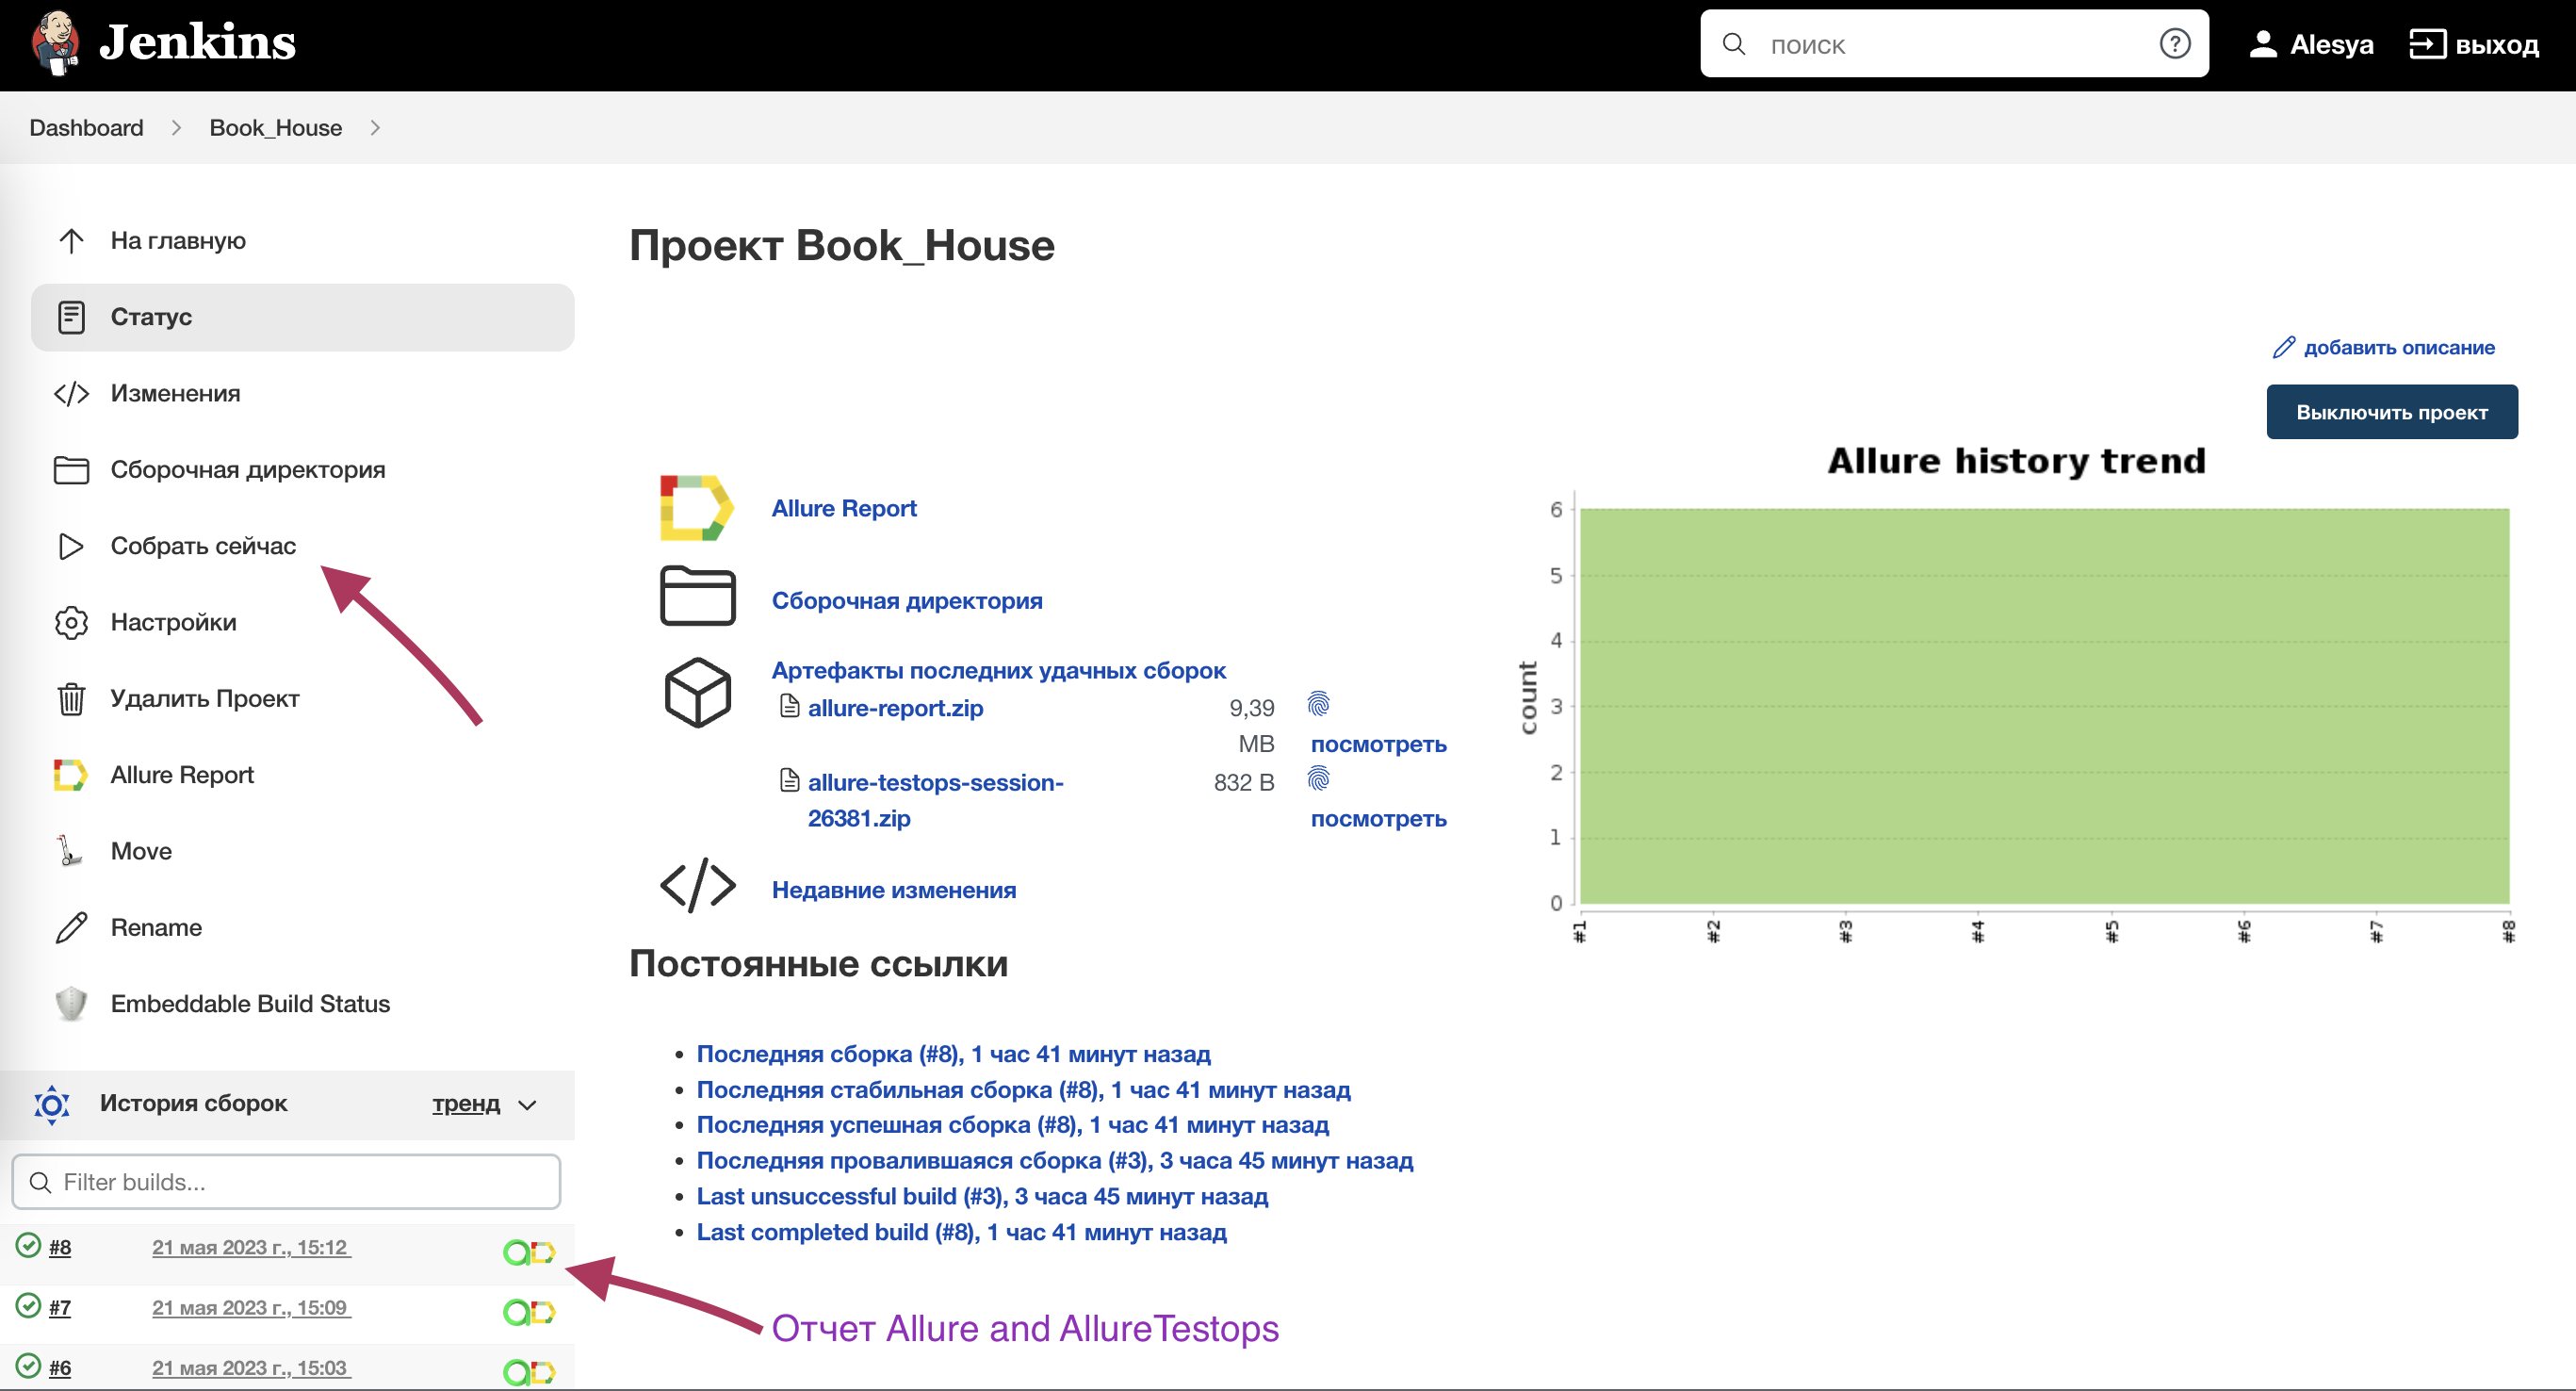 Jenkins
поиск
Alesya
выход
Dashboard
Book_House
На главную
Статус
Изменения
Сборочная директория
Собрать сейчас
Настройки
Удалить Проект
Allure Report
Move
Rename
Embeddable Build Status
История сборок
тренд
Filter builds...
#8 21 мая 2023 г., 15:12
#7 21 мая 2023 г., 15:09
#6 21 мая 2023 г., 15:03
Проект Book_House
добавить описание
Выключить проект
Allure Report
Сборочная директория
Артефакты последних удачных сборок
allure-report.zip 9,39
MB посмотреть
allure-testops-session- 832 B
26381.zip посмотреть
Недавние изменения
Allure history trend
6
5
4
3
2
1
0
count
#1 #2 #3 #4 #5 #6 #7 #8
Постоянные ссылки
Последняя сборка (#8), 1 час 41 минут назад
Последняя стабильная сборка (#8), 1 час 41 минут назад
Последняя успешная сборка (#8), 1 час 41 минут назад
Последняя провалившаяся сборка (#3), 3 часа 45 минут назад
Last unsuccessful build (#3), 3 часа 45 минут назад
Last completed build (#8), 1 час 41 минут назад
Отчет Allure and AllureTestops